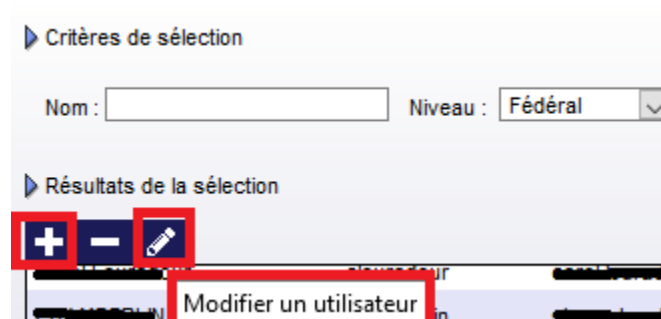 Critères de sélection
Nom : Niveau : Fédéral
Résultats de la sélection
Modifier un utilisateur